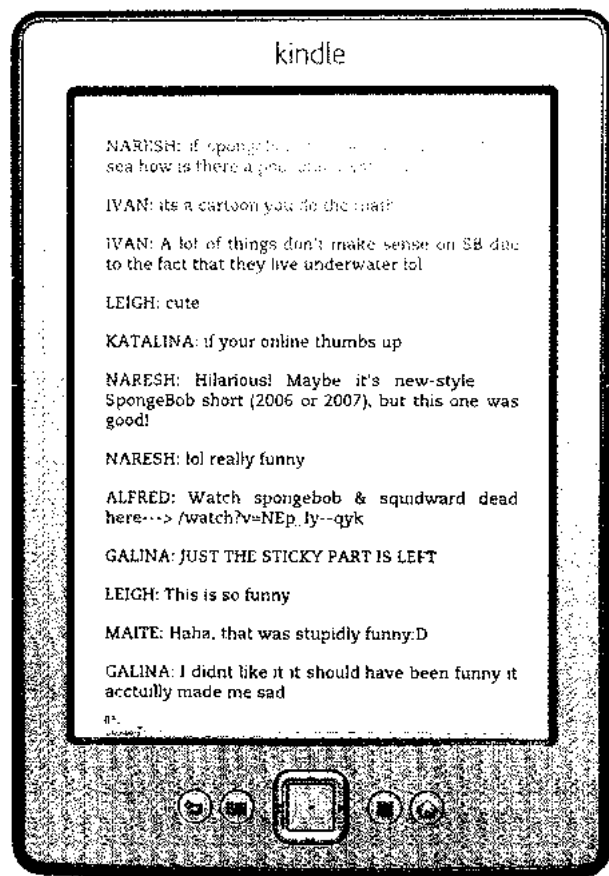 kindle
NARESH: if
sea how is there a
IVAN: its a cartoon you do the math
IVAN: A lot of things don't make sense on SB due
to the fact that they live underwater lol
LEIGH: cute
KATALINA: if your online thumbs up
NARESH: Hilarious! Maybe it's new-style
SpongeBob short (2006 or 2007), but this one was
good!
NARESH: lol really funny
ALFRED: Watch spongebob & squidward dead
here---> /watch?v=NEp_Iy--qyk
GALINA: JUST THE STICKY PART IS LEFT
LEIGH: This is so funny
MAITE: Haha, that was stupidly funny:D
GALINA: I didnt like it it should have been funny it
acctuilly made me sad